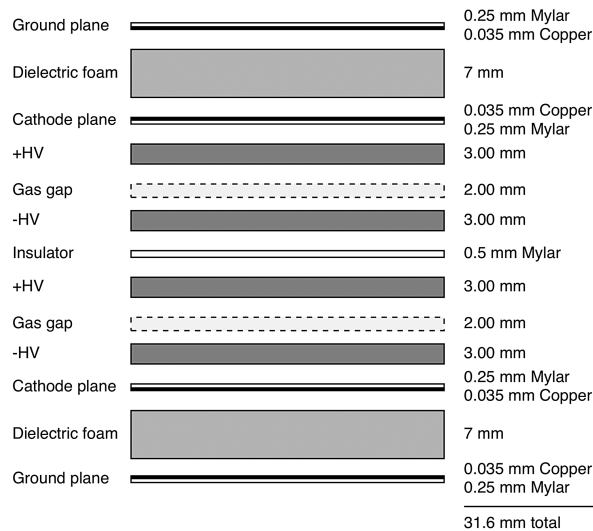 Ground plane
0.25 mm Mylar
0.035 mm Copper
Dielectric foam
7 mm
Cathode plane
0.035 mm Copper
0.25 mm Mylar
+HV
3.00 mm
Gas gap
2.00 mm
-HV
3.00 mm
Insulator
0.5 mm Mylar
+HV
3.00 mm
Gas gap
2.00 mm
-HV
3.00 mm
Cathode plane
0.25 mm Mylar
0.035 mm Copper
Dielectric foam
7 mm
Ground plane
0.035 mm Copper
0.25 mm Mylar
31.6 mm total